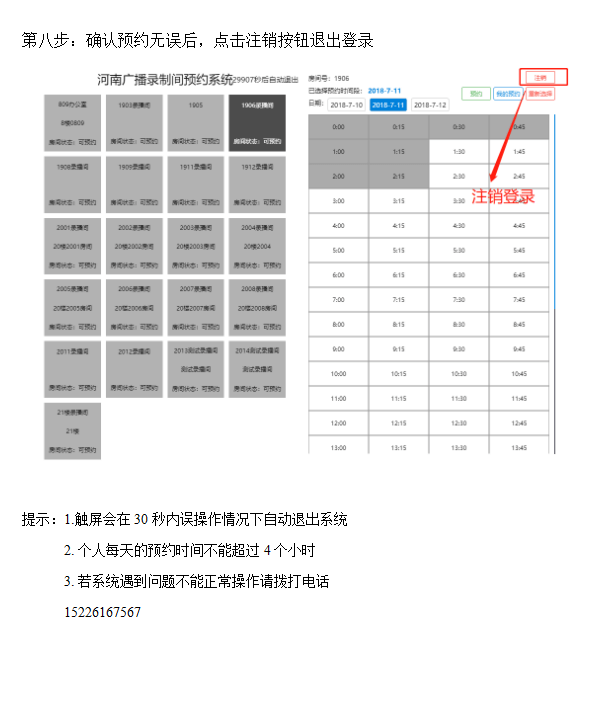 第八步：确认预约无误后，点击注销按钮退出登录
河南广播录制间预约系统 29907秒后自动退出
809办公室 1903录播间 1905 1906录播间
8楼0809
房间状态：可预约 房间状态：可预约 房间状态：可预约 房间状态：可预约
1908录播间 1909录播间 1911录播间 1912录播间
房间状态：可预约 房间状态：可预约 房间状态：可预约 房间状态：可预约
2001录播间 2002录播间 2003录播间 2004录播间
20楼2001房间 20楼2002房间 20楼2003房间 20楼2004
房间状态：可预约 房间状态：可预约 房间状态：可预约 房间状态：可预约
2005录播间 2006录播间 2007录播间 2008录播间
20楼2005房间 20楼2006房间 20楼2007房间 20楼2008房间
房间状态：可预约 房间状态：可预约 房间状态：可预约 房间状态：可预约
2011录播间 2012录播间 2013测试录播间 2014测试录播间
测试录播间 测试录播间
房间状态：可预约 房间状态：可预约 房间状态：可预约 房间状态：可预约
21楼录播间
21楼
房间状态：可预约
房间号：1906 注销
已选择预约时间段： 2018-7-11 预约 我的预约 重新选择
日期： 2018-7-10 2018-7-11 2018-7-12
0:00 0:15 0:30 0:45
1:00 1:15 1:30 1:45
2:00 2:15 2:30 2:45
3:00 3:15 3:30
注销登录
4:00 4:15 4:30 4:45
5:00 5:15 5:30 5:45
6:00 6:15 6:30 6:45
7:00 7:15 7:30 7:45
8:00 8:15 8:30 8:45
9:00 9:15 9:30 9:45
10:00 10:15 10:30 10:45
11:00 11:15 11:30 11:45
12:00 12:15 12:30 12:45
13:00 13:15 13:30 13:45
提示：1.触屏会在 30 秒内误操作情况下自动退出系统
2. 个人每天的预约时间不能超过 4 个小时
3. 若系统遇到问题不能正常操作请拨打电话
15226167567